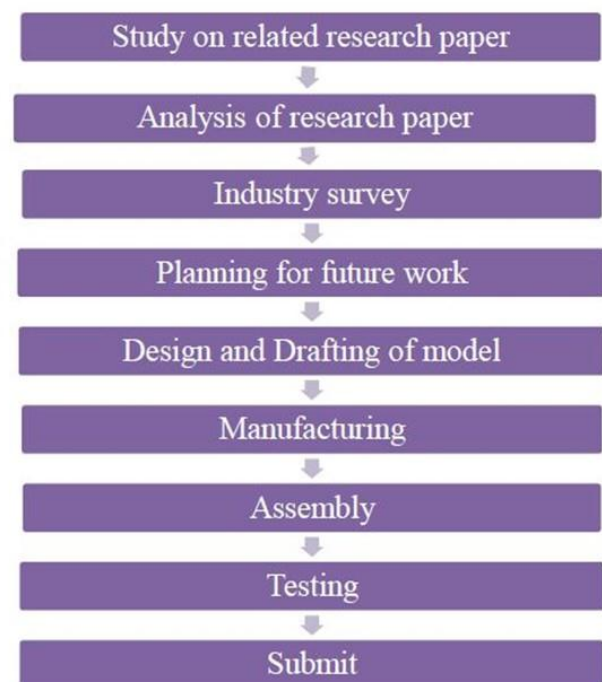 Study on related research paper
Analysis of research paper
Industry survey
Planning for future work
Design and Drafting of model
Manufacturing
Assembly
Testing
Submit